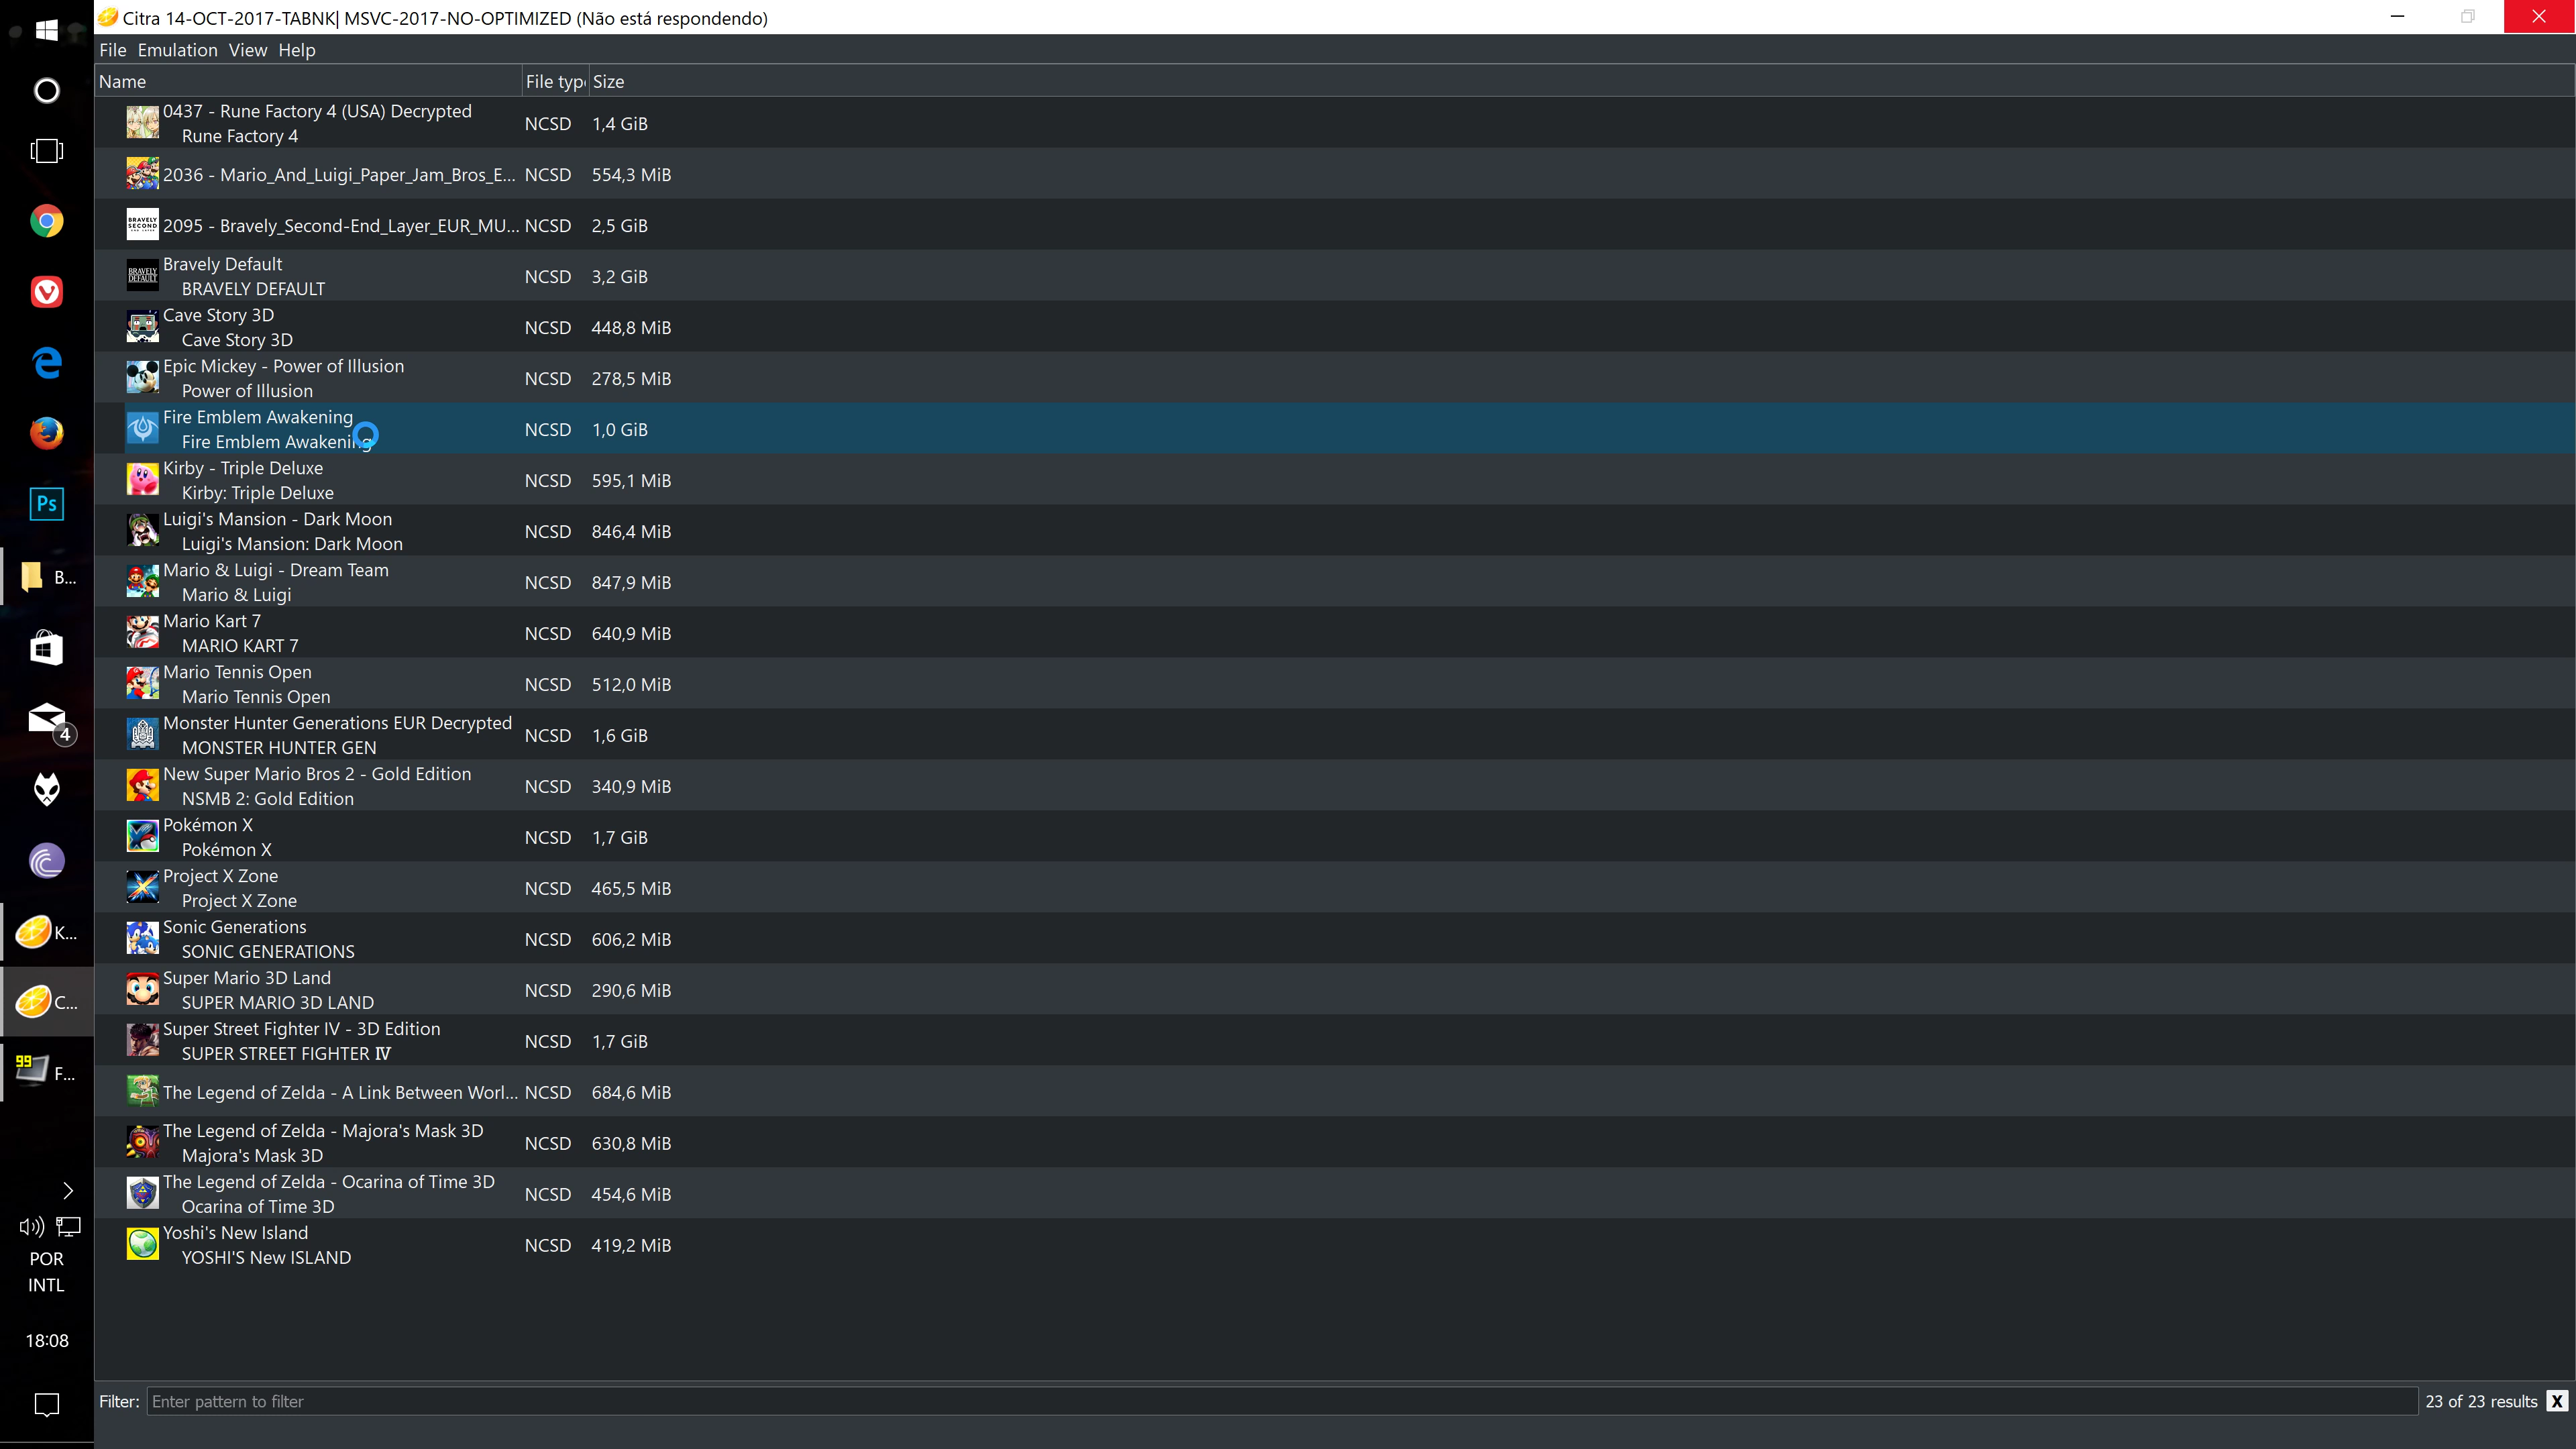 Citra 14-OCT-2017-TABNK| MSVC-2017-NO-OPTIMIZED (Não está respondendo)
File Emulation View Help
Name File typ Size
0437 - Rune Factory 4 (USA) Decrypted
Rune Factory 4
NCSD 1,4 GiB
2036 - Mario_And_Luigi_Paper_Jam_Bros_E... NCSD 554,3 MiB
BRAVELY
SECOND
2095 - Bravely_Second-End_Layer_EUR_MU... NCSD 2,5 GiB
BRAVELY
DEFAULT
Bravely Default
BRAVELY DEFAULT
NCSD 3,2 GiB
Cave Story 3D
Cave Story 3D
NCSD 448,8 MiB
Epic Mickey - Power of Illusion
Power of Illusion
NCSD 278,5 MiB
Fire Emblem Awakening
Fire Emblem Awakening
NCSD 1,0 GiB
Kirby - Triple Deluxe
Kirby: Triple Deluxe
NCSD 595,1 MiB
Luigi's Mansion - Dark Moon
Luigi's Mansion: Dark Moon
NCSD 846,4 MiB
Mario & Luigi - Dream Team
Mario & Luigi
NCSD 847,9 MiB
Mario Kart 7
MARIO KART 7
NCSD 640,9 MiB
Mario Tennis Open
Mario Tennis Open
NCSD 512,0 MiB
Monster Hunter Generations EUR Decrypted
MONSTER HUNTER GEN
NCSD 1,6 GiB
New Super Mario Bros 2 - Gold Edition
NSMB 2: Gold Edition
NCSD 340,9 MiB
Pokémon X
Pokémon X
NCSD 1,7 GiB
Project X Zone
Project X Zone
NCSD 465,5 MiB
Sonic Generations
SONIC GENERATIONS
NCSD 606,2 MiB
Super Mario 3D Land
SUPER MARIO 3D LAND
NCSD 290,6 MiB
Super Street Fighter IV - 3D Edition
SUPER STREET FIGHTER Ⅳ
NCSD 1,7 GiB
The Legend of Zelda - A Link Between Worl... NCSD 684,6 MiB
The Legend of Zelda - Majora's Mask 3D
Majora's Mask 3D
NCSD 630,8 MiB
The Legend of Zelda - Ocarina of Time 3D
Ocarina of Time 3D
NCSD 454,6 MiB
Yoshi's New Island
YOSHI'S New ISLAND
NCSD 419,2 MiB
Filter: Enter pattern to filter 23 of 23 results X
Ps
B...
4
K...
C...
99 F...
POR
INTL
18:08